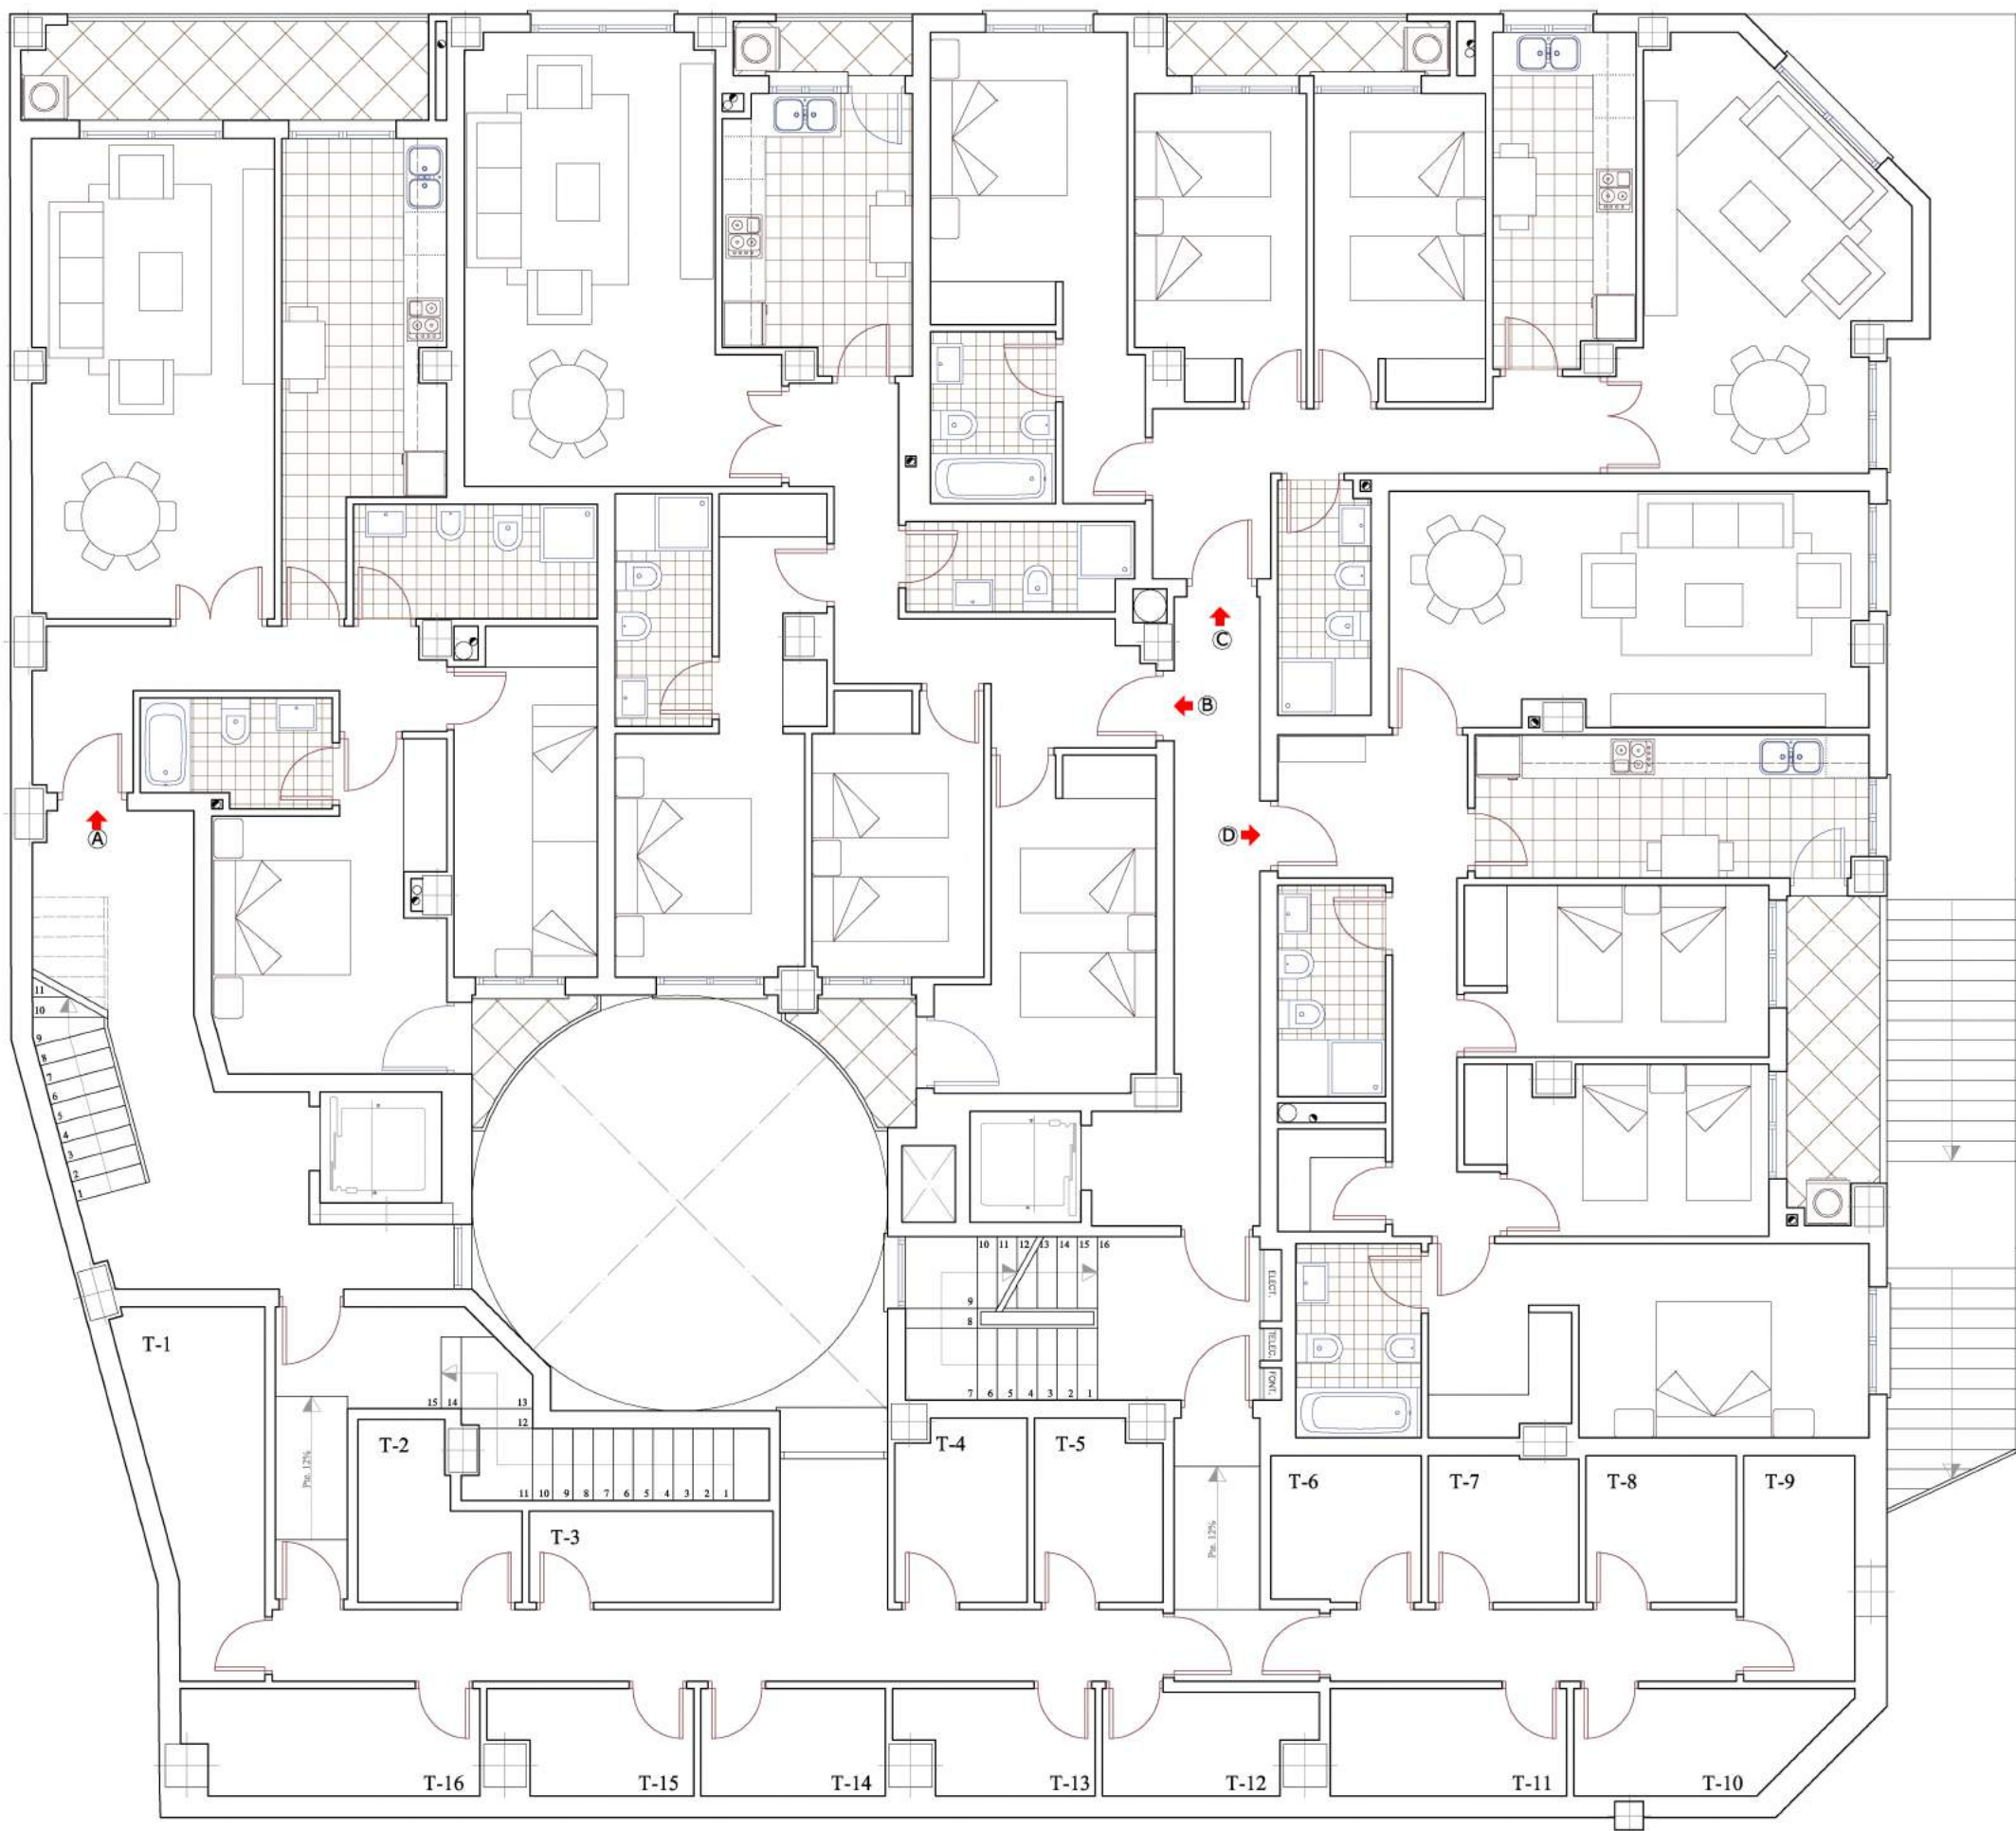 C
B
A
D
11
10
9
8
7
6
5
4
3
2
1
10 11 12 13 14 15 16
9
8
7 6 5 4 3 2 1
ELECT.
TELEC.
FONT.
T-1
15 14 13
12
11 10 9 8 7 6 5 4 3 2 1
Pte. 12%
T-2
T-3
T-4
T-5
Pte. 12%
T-6
T-7
T-8
T-9
T-16
T-15
T-14
T-13
T-12
T-11
T-10